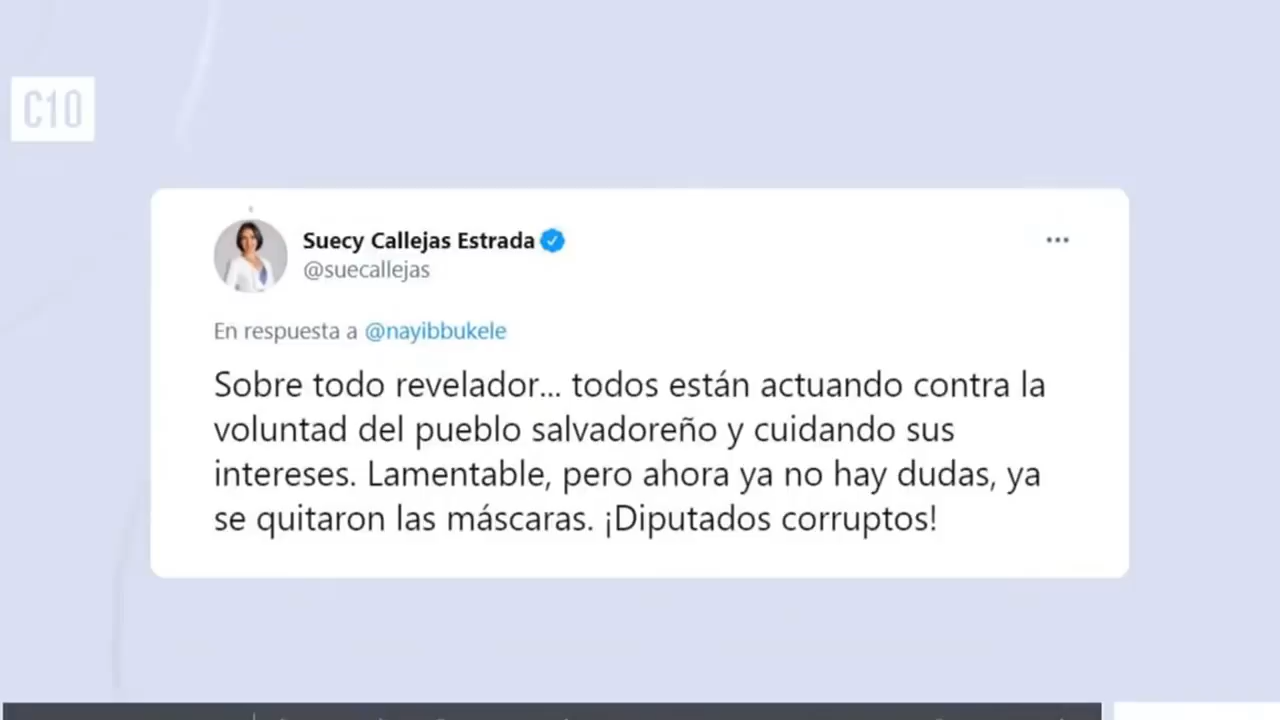 C10
Suecy Callejas Estrada
@suecallejas
En respuesta a @nayibbukele
Sobre todo revelador... todos están actuando contra la
voluntad del pueblo salvadoreño y cuidando sus
intereses. Lamentable, pero ahora ya no hay dudas, ya
se quitaron las máscaras. ¡Diputados corruptos!